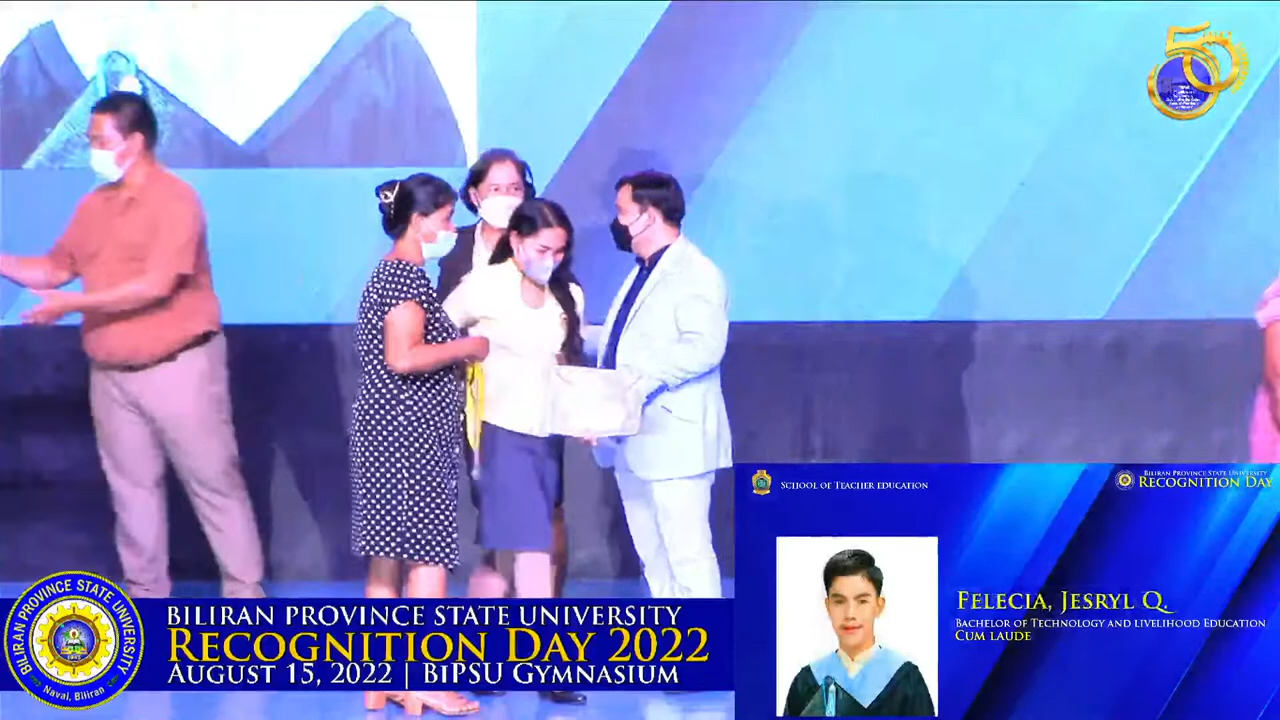 50
SCHOOL OF TEACHER EDUCATION
BILIRAN PROVINCE STATE UNIVERSITY
RECOGNITION DAY
FELECIA, JESRYL Q.
BACHELOR OF TECHNOLOGY AND LIVELIHOOD EDUCATION
CUM LAUDE
BILIRAN PROVINCE STATE UNIVERSITY
Naval, Biliran
BILIRAN PROVINCE STATE UNIVERSITY
RECOGNITION DAY 2022
AUGUST 15, 2022 | BIPSU GYMNASIUM